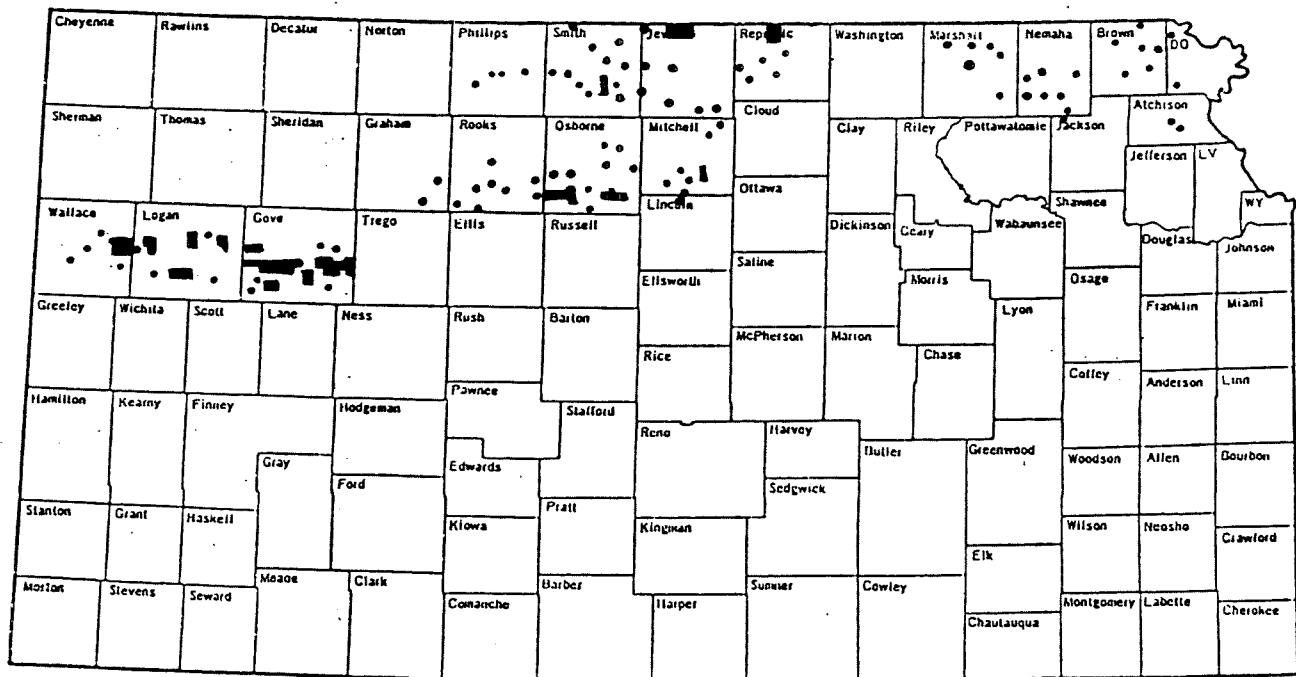 Cheyenne
Rawlins
Decatur
Norton
Phillips
Smith
Republic
Washington
Marshall
Nemaha
Brown
DO
Atchison
Sherman
Thomas
Sheridan
Graham
Rooks
Osborne
Mitchell
Cloud
Clay
Riley
Pottawatomie
Jackson
Jefferson
LV
Ottawa
Lincoln
Wallace
Logan
Gove
Trego
Ellis
Russell
Dickinson
Geary
Wabaunsee
Shawnee
WY
Douglas
Johnson
Saline
Ellsworth
Morris
Osage
Greeley
Wichita
Scott
Lane
Ness
Rush
Barton
McPherson
Marion
Lyon
Franklin
Miami
Rice
Chase
Coffey
Anderson
Linn
Hamilton
Kearny
Finney
Hodgeman
Pawnee
Stafford
Reno
Harvey
Butler
Greenwood
Woodson
Allen
Bourbon
Gray
Ford
Edwards
Sedgwick
Stanton
Grant
Haskell
Kiowa
Pratt
Kingman
Wilson
Neosho
Crawford
Elk
Morton
Stevens
Seward
Meade
Clark
Comanche
Barber
Harper
Sumner
Cowley
Chautauqua
Montgomery
Labette
Cherokee